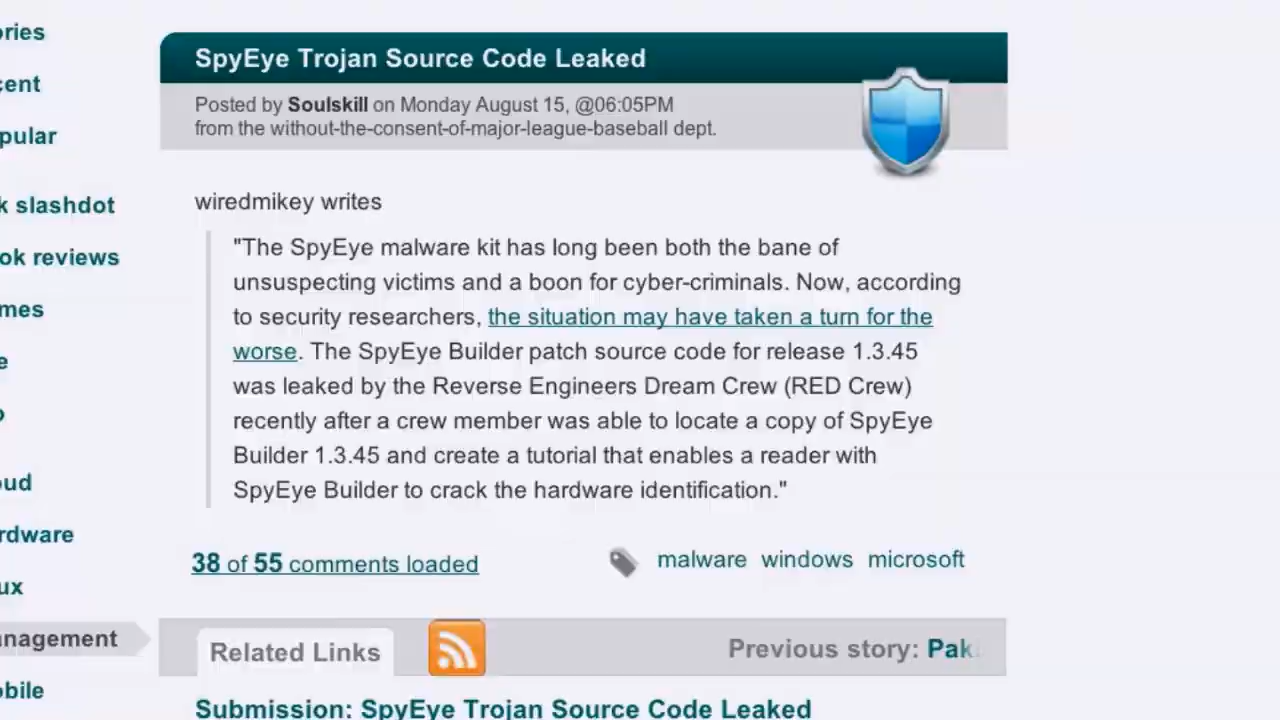 ories
cent
pular
k slashdot
ok reviews
mes
e
o
oud
rdware
ux
anagement
obile
SpyEye Trojan Source Code Leaked
Posted by Soulskill on Monday August 15, @06:05PM
from the without-the-consent-of-major-league-baseball dept.
wiredmikey writes
"The SpyEye malware kit has long been both the bane of
unsuspecting victims and a boon for cyber-criminals. Now, according
to security researchers, the situation may have taken a turn for the
worse. The SpyEye Builder patch source code for release 1.3.45
was leaked by the Reverse Engineers Dream Crew (RED Crew)
recently after a crew member was able to locate a copy of SpyEye
Builder 1.3.45 and create a tutorial that enables a reader with
SpyEye Builder to crack the hardware identification."
38 of 55 comments loaded
malware windows microsoft
Related Links
Previous story: Pak
Submission: SpyEye Trojan Source Code Leaked